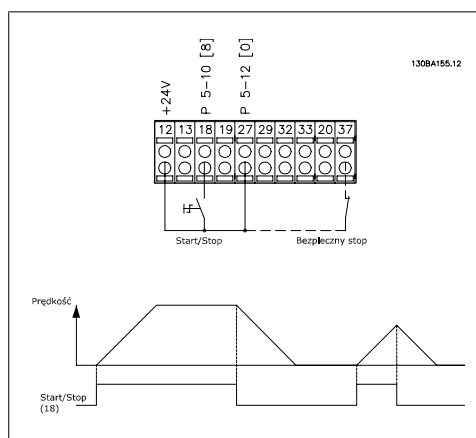 130BA155.12
+24V
P 5-10 [8]
P 5-12 [0]
12 13 18 19 27 29 32 33 20 37
Start/Stop
Bezpieczny stop
Prędkość
Start/Stop
(18)